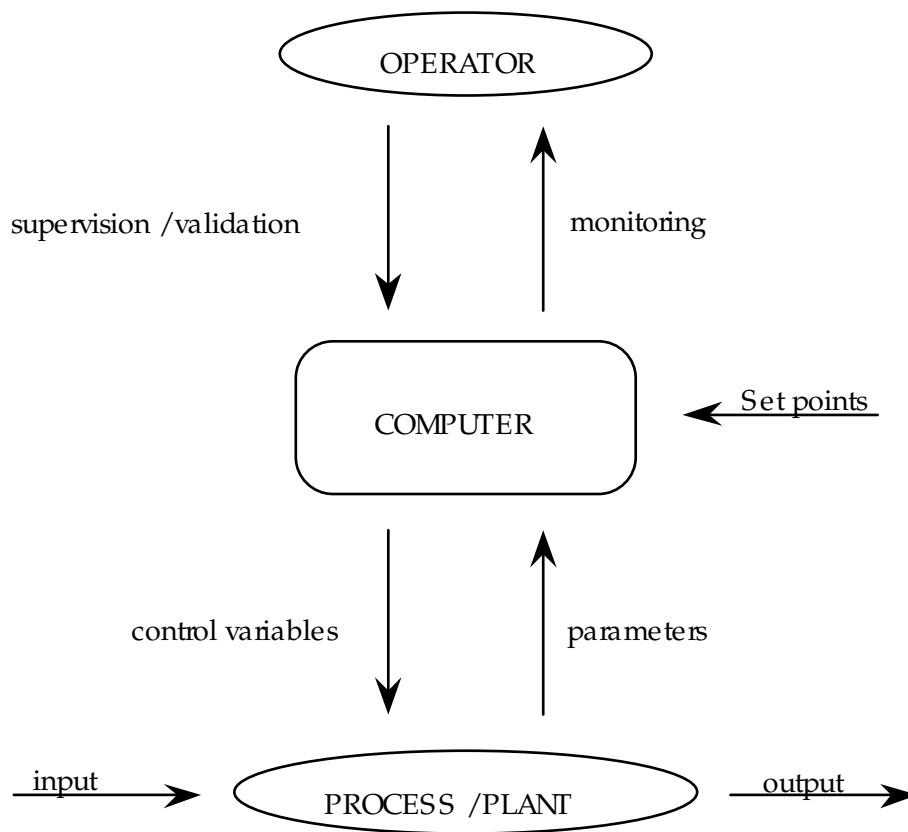 OPERATOR
supervision /validation
monitoring
Set points
COMPUTER
control variables
parameters
input
PROCESS /PLANT
output